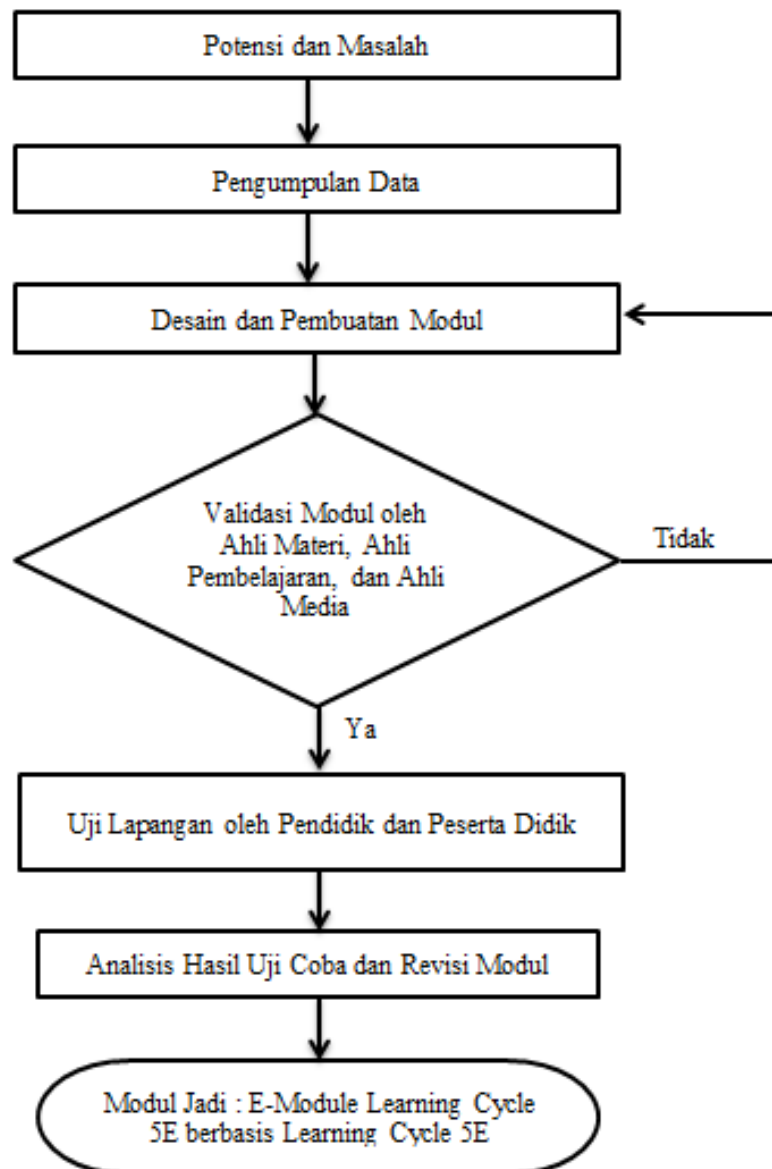 Potensi dan Masalah
Pengumpulan Data
Desain dan Pembuatan Modul
Validasi Modul oleh
Ahli Materi, Ahli
Pembelajaran, dan Ahli
Media
Tidak
Ya
Uji Lapangan oleh Pendidik dan Peserta Didik
Analisis Hasil Uji Coba dan Revisi Modul
Modul Jadi : E-Module Learning Cycle
5E berbasis Learning Cycle 5E